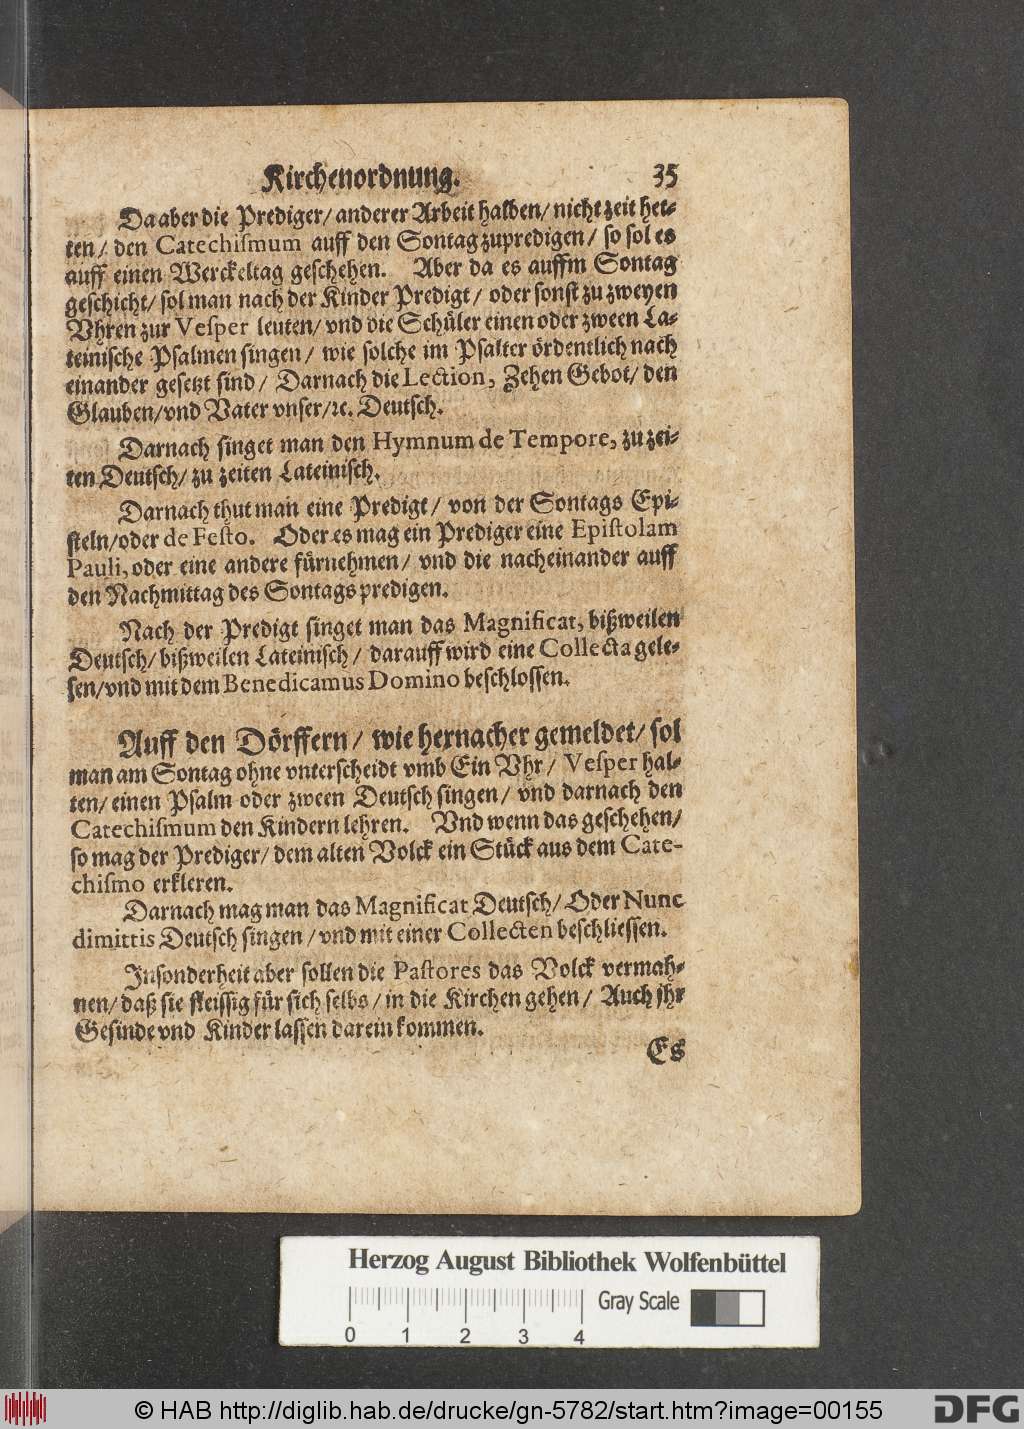 Kirchenordnung. 35
Da aber die Prediger/ anderer Arbeit halben/ nicht zeit het-
ten/ den Catechiſmum auff den Sontag zupredigen/ ſo ſol es
auff einen Werckeltag geſchehen. Aber da es auffm Sontag
geſchicht/ ſol man nach der Kinder Predigt/ oder ſonſt zu zweyen
Vhren zur Veſper leuten/ vnd die Schüler einen oder zween La-
teiniſche Pſalmen ſingen/ wie ſolche im Pſalter ördentlich nach
einander geſetzt ſind/ Darnach die Lection, Zehen Gebot/ den
Glauben/ vnd Vater vnſer/ ꝛc. Deutſch.
Darnach ſinget man den Hymnum de Tempore, zu zei-
ten Deutſch/ zu zeiten Lateiniſch.
Darnach thut man eine Predigt/ von der Sontags Epi-
ſteln/ oder de Feſto. Oder es mag ein Prediger eine Epiſtolam
Pauli, oder eine andere fürnehmen/ vnd die nacheinander auff
den Nachmittag des Sontags predigen.
Nach der Predigt ſinget man das Magnificat, bißweilen
Deutſch/ bißweilen Lateiniſch/ darauff wird eine Collecta gele-
ſen/ vnd mit dem Benedicamus Domino beſchloſſen.
Auff den Dörffern/ wie hernacher gemeldet/ ſol
man am Sontag ohne vnterſcheidt vmb Ein Vhr/ Veſper hal-
ten/ einen Pſalm oder zween Deutſch ſingen/ vnd darnach den
Catechiſmum den Kindern lehren. Vnd wenn das geſchehen/
ſo mag der Prediger/ dem alten Volck ein Stück aus dem Cate-
chiſmo erkleren.
Darnach mag man das Magnificat Deutſch/ Oder Nunc
dimittis Deutſch ſingen/ vnd mit einer Collecten beſchlieſſen.
Inſonderheit aber ſollen die Paſtores das Volck vermah-
nen/ daß ſie fleiſſig für ſich ſelbs/ in die Kirchen gehen/ Auch jhr
Geſinde vnd Kinder laſſen darein kommen.
Es
Herzog August Bibliothek Wolfenbüttel
Gray Scale
0 1 2 3 4
© HAB http://diglib.hab.de/drucke/gn-5782/start.htm?image=00155
DFG